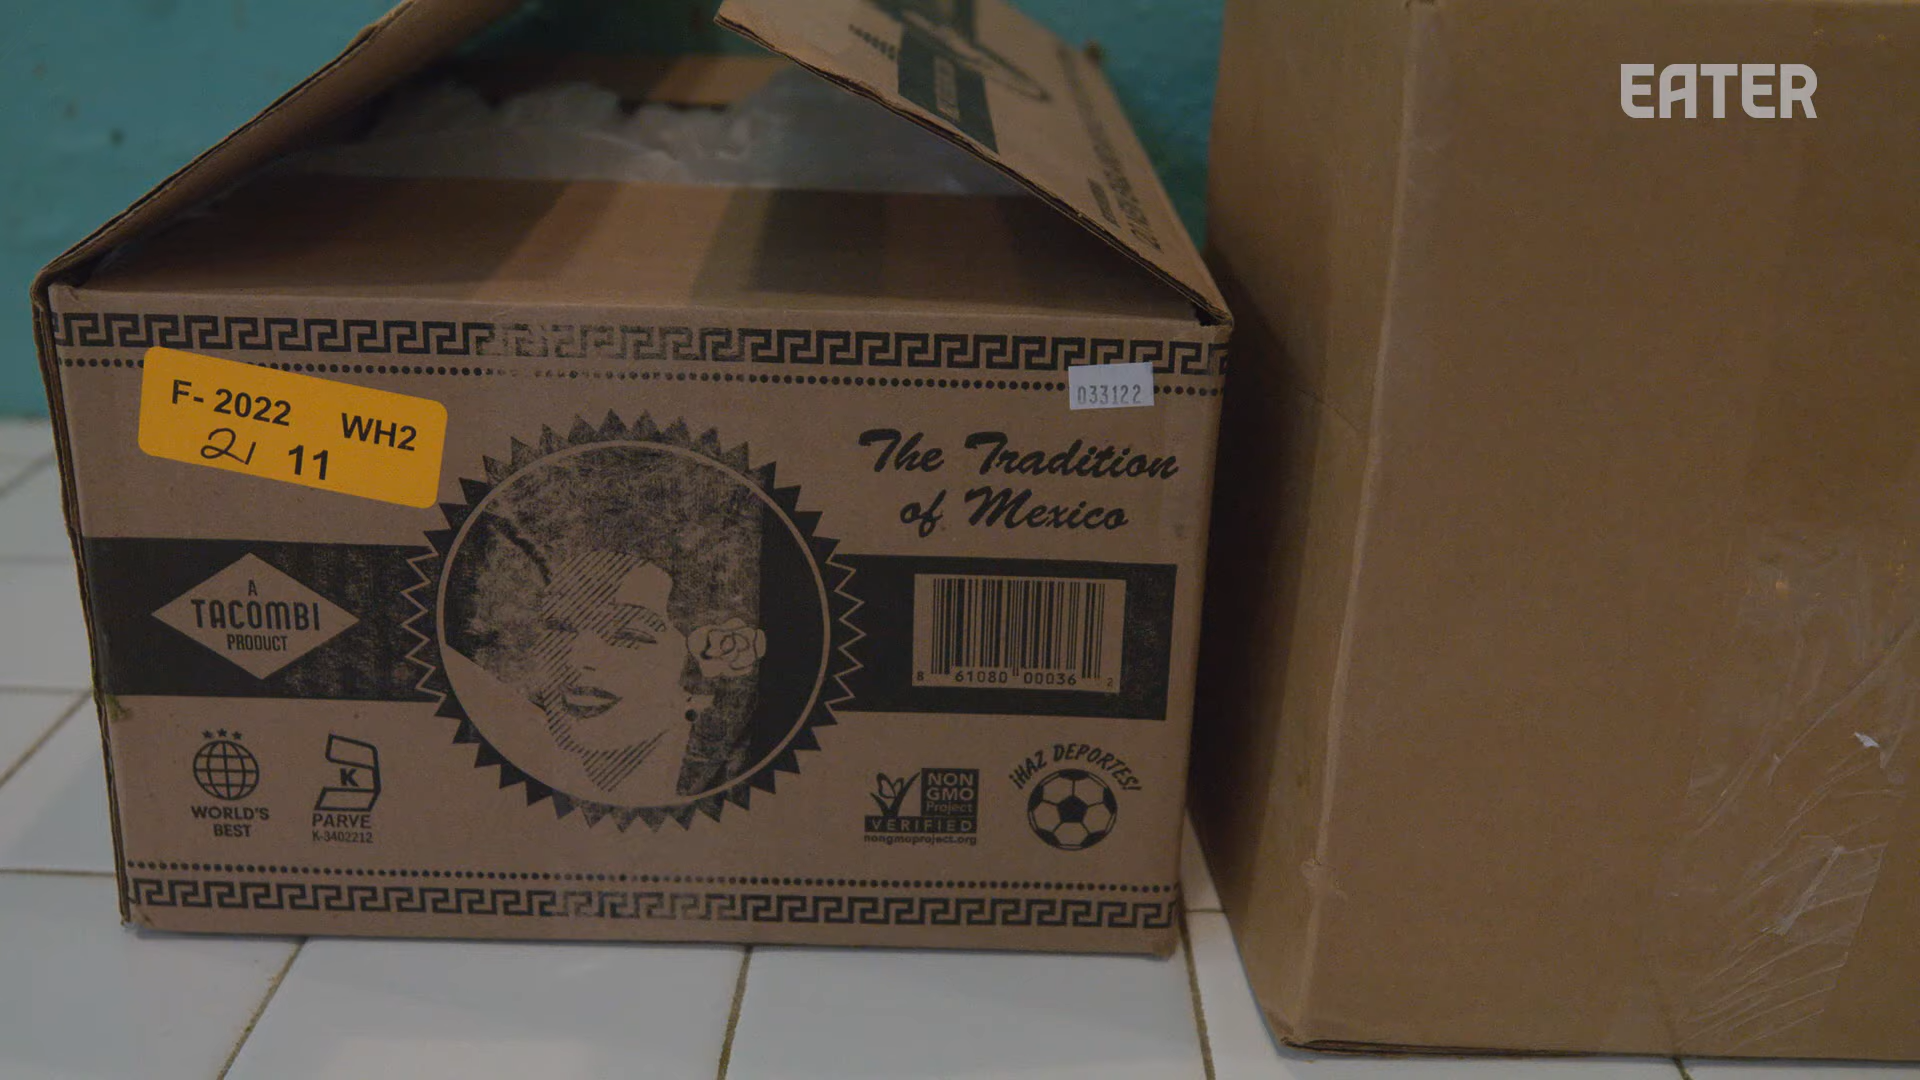 EATER
F-2022 WH2
21 11
033122
The Tradition
of Mexico
A
TACOMBI
PRODUCT
8 61080 00036 2
WORLD'S
BEST
K
PARVE
K-3402212
NON
GMO
Project
VERIFIED
nongmoproject.org
¡HAZ DEPORTES!